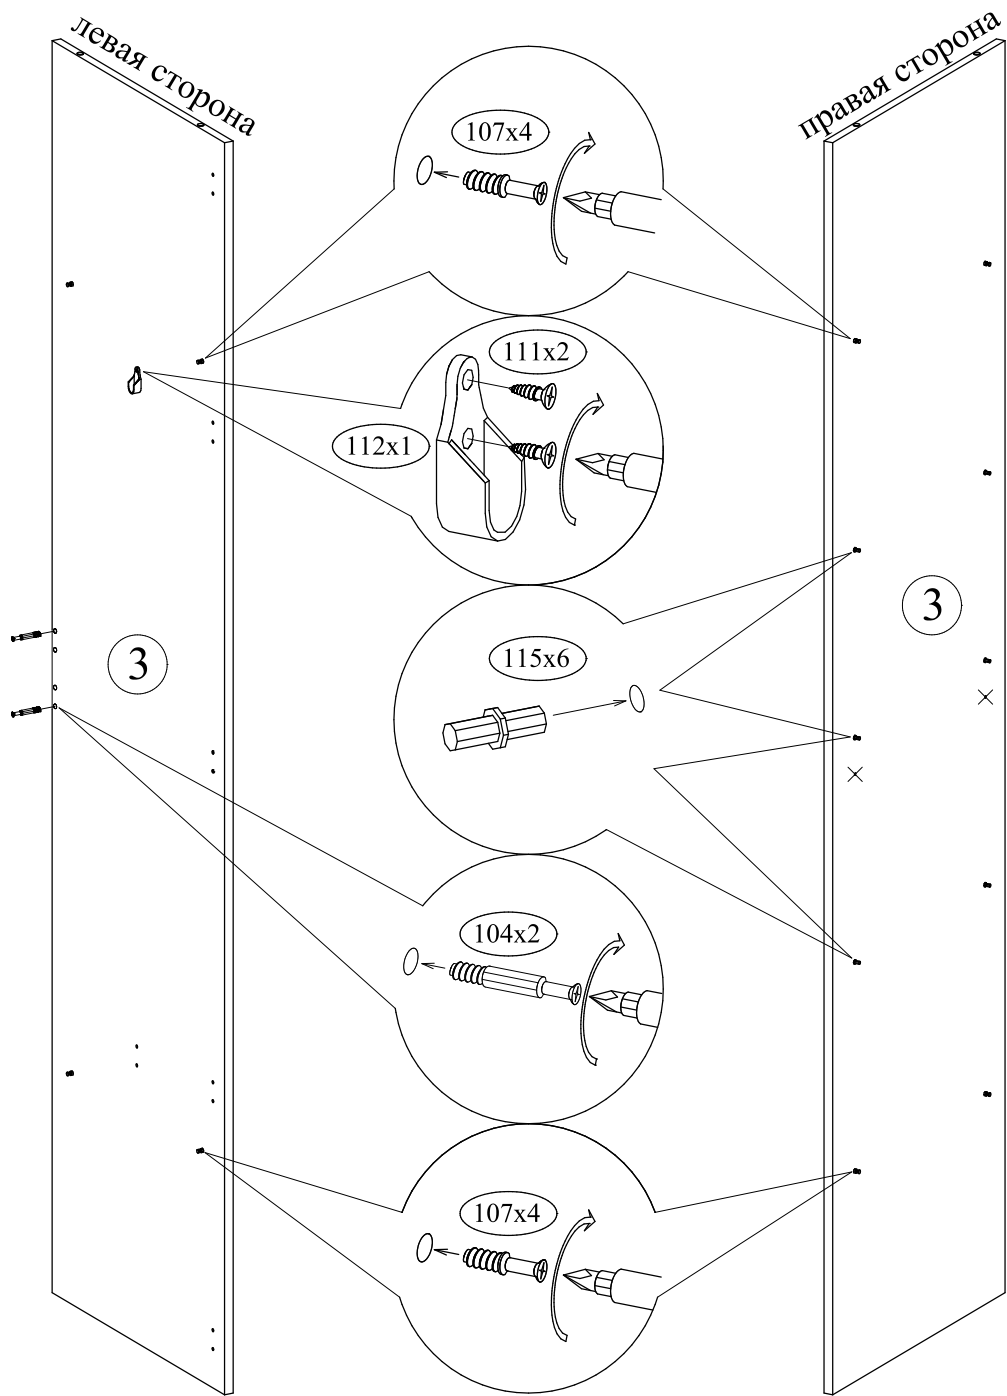 левая сторона
правая сторона
107x4
111x2
112x1
3
115x6
3
104x2
107x4